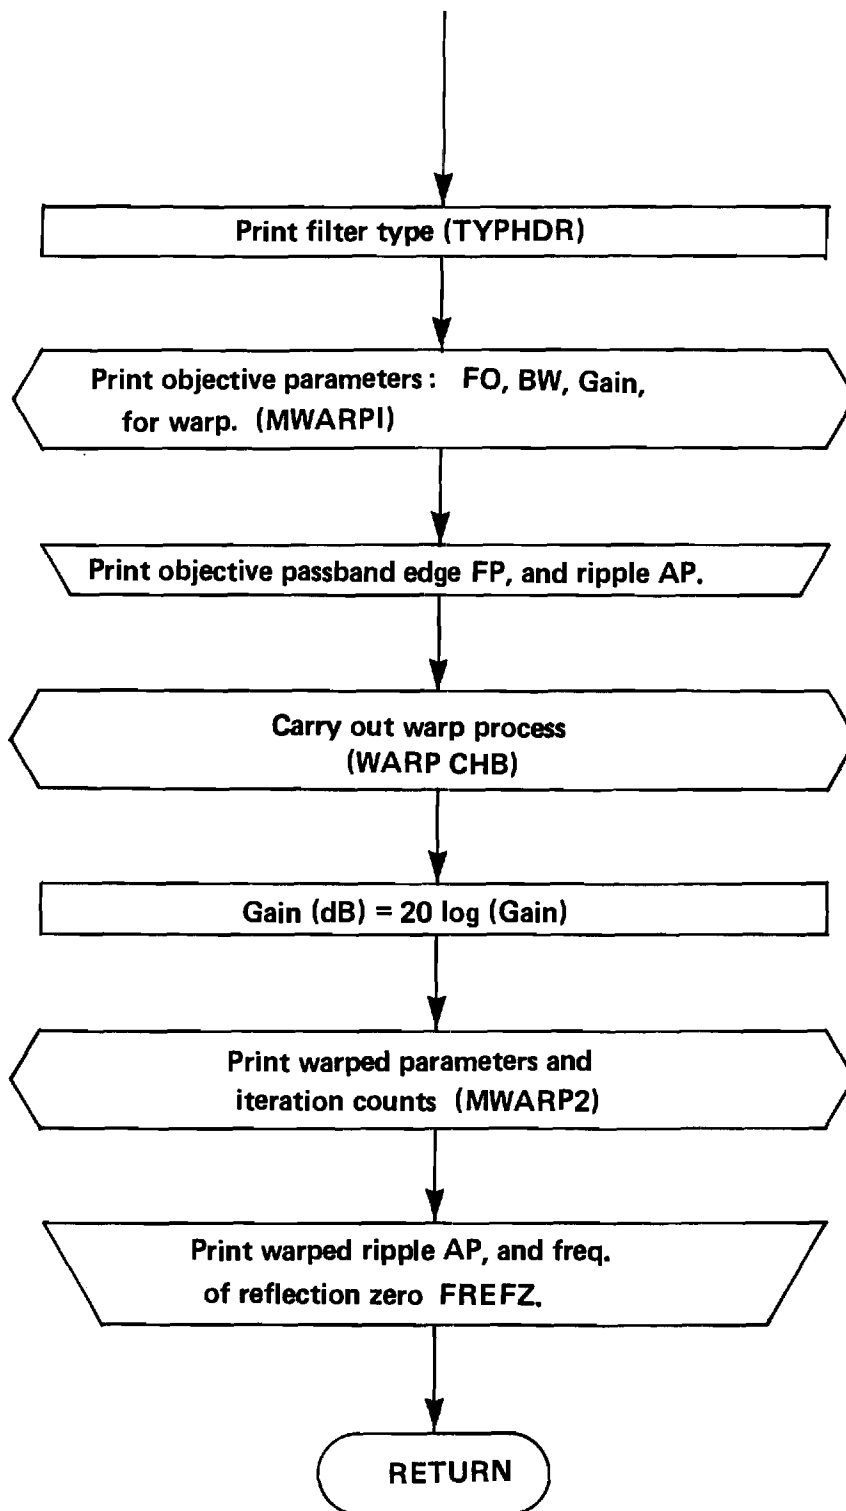 Print filter type (TYPHDR)
Print objective parameters: FO, BW, Gain,
for warp. (MWARPI)
Print objective passband edge FP, and ripple AP.
Carry out warp process
(WARP CHB)
Gain (dB) = 20 log (Gain)
Print warped parameters and
iteration counts (MWARP2)
Print warped ripple AP, and freq.
of reflection zero FREFZ.
RETURN